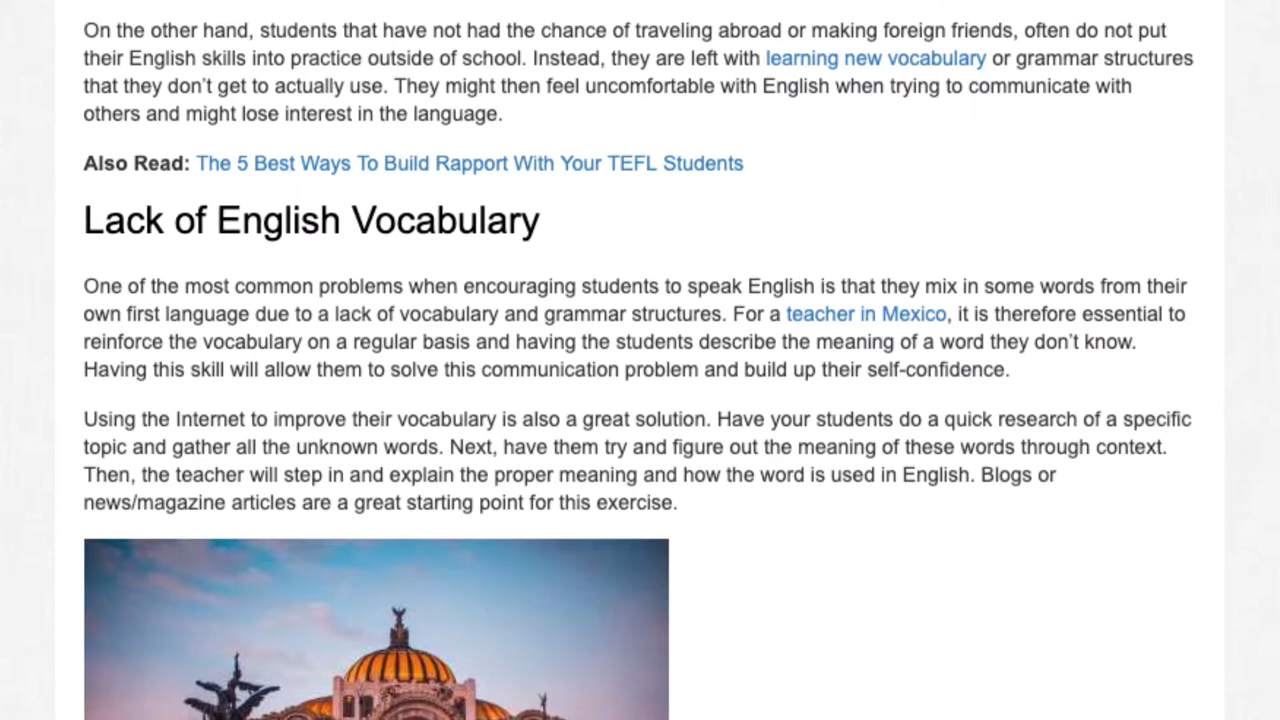 On the other hand, students that have not had the chance of traveling abroad or making foreign friends, often do not put
their English skills into practice outside of school. Instead, they are left with learning new vocabulary or grammar structures
that they don’t get to actually use. They might then feel uncomfortable with English when trying to communicate with
others and might lose interest in the language.
Also Read: The 5 Best Ways To Build Rapport With Your TEFL Students
Lack of English Vocabulary
One of the most common problems when encouraging students to speak English is that they mix in some words from their
own first language due to a lack of vocabulary and grammar structures. For a teacher in Mexico, it is therefore essential to
reinforce the vocabulary on a regular basis and having the students describe the meaning of a word they don’t know.
Having this skill will allow them to solve this communication problem and build up their self-confidence.
Using the Internet to improve their vocabulary is also a great solution. Have your students do a quick research of a specific
topic and gather all the unknown words. Next, have them try and figure out the meaning of these words through context.
Then, the teacher will step in and explain the proper meaning and how the word is used in English. Blogs or
news/magazine articles are a great starting point for this exercise.